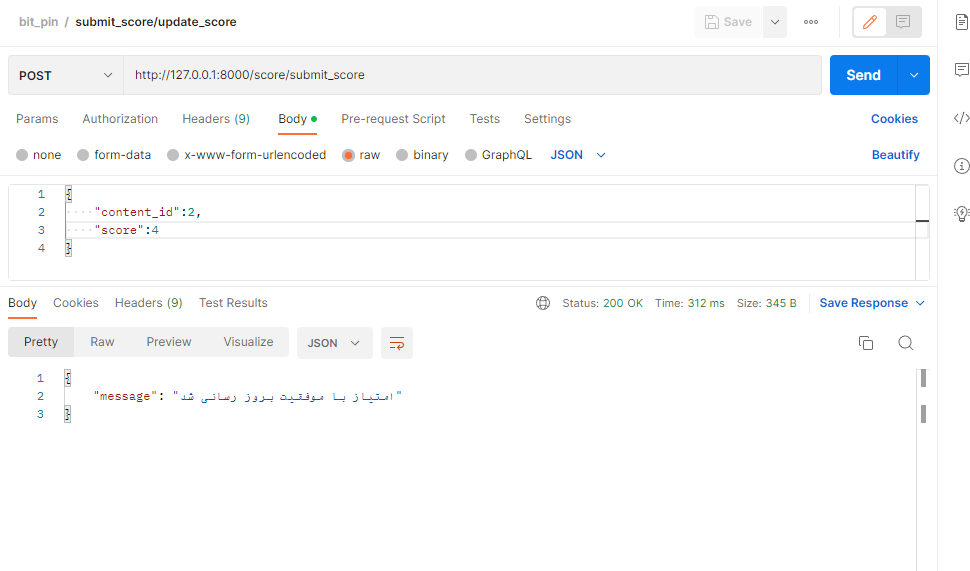 bit_pin / submit_score/update_score
Save
POST
http://127.0.0.1:8000/score/submit_score
Send
Params Authorization Headers (9) Body Pre-request Script Tests Settings Cookies
none form-data x-www-form-urlencoded raw binary GraphQL JSON Beautify
1 {
2 "content_id":2,
3 "score":4
4 }
Body Cookies Headers (9) Test Results Status: 200 OK Time: 312 ms Size: 345 B Save Response
Pretty Raw Preview Visualize JSON
1 {
2 "message": "امتیاز با موفقیت بروز رسانی شد"
3 }